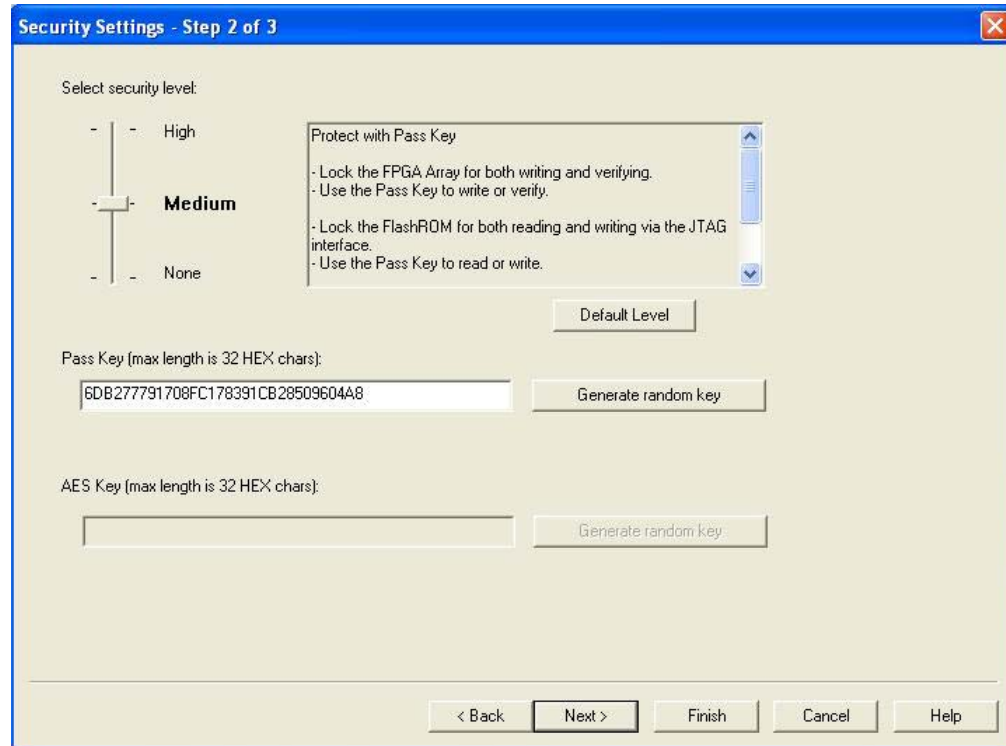 Security Settings - Step 2 of 3
Select security level:
High
Medium
None
Protect with Pass Key
- Lock the FPGA Array for both writing and verifying.
- Use the Pass Key to write or verify.
- Lock the FlashROM for both reading and writing via the JTAG
interface.
- Use the Pass Key to read or write.
Default Level
Pass Key (max length is 32 HEX chars):
6DB277791708FC178391CB28509604A8
Generate random key
AES Key (max length is 32 HEX chars):
Generate random key
< Back
Next >
Finish
Cancel
Help